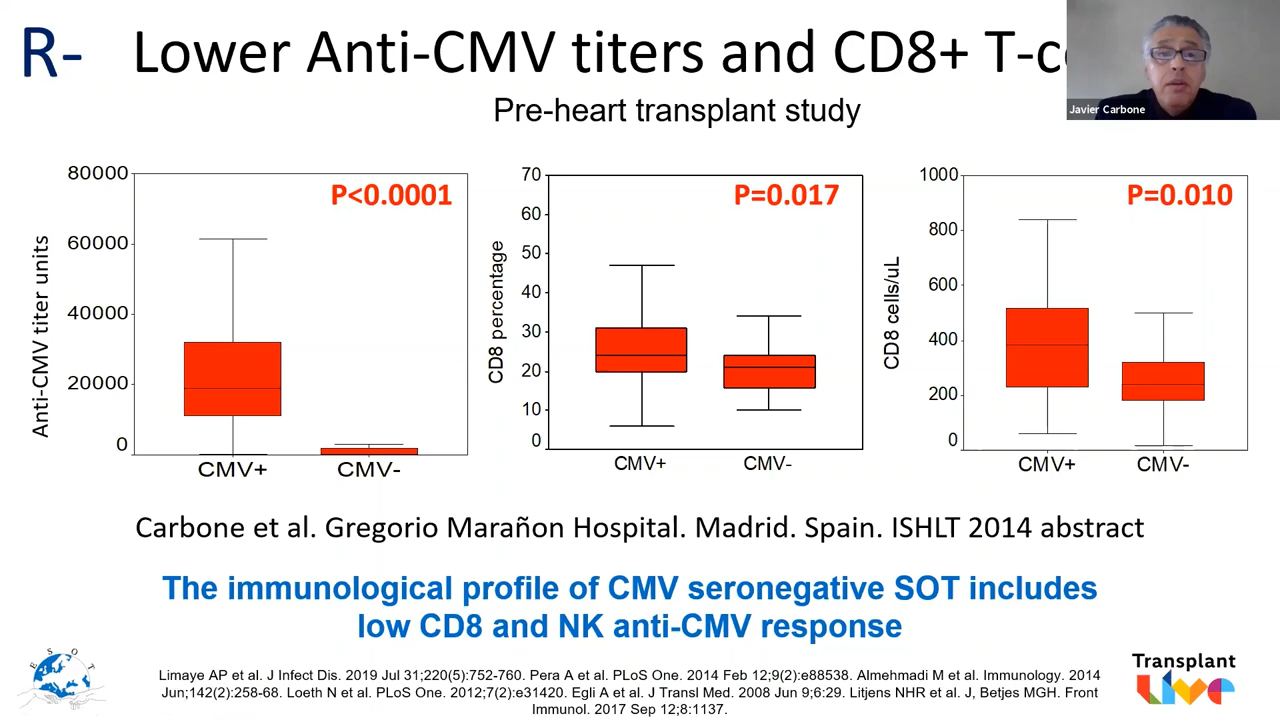 R- Lower Anti-CMV titers and CD8+
Javier Carbone
Pre-heart transplant study
Anti-CMV titer units
80000
60000
40000
20000
0
P<0.0001
CMV+ CMV-
CD8 percentage
70
60
50
40
30
20
10
0
P=0.017
CMV+ CMV-
CD8 cells/uL
1000
800
600
400
200
0
P=0.010
CMV+ CMV-
Carbone et al. Gregorio Marañon Hospital. Madrid. Spain. ISHLT 2014 abstract
The immunological profile of CMV seronegative SOT includes
low CD8 and NK anti-CMV response
ESOT
Limaye AP et al. J Infect Dis. 2019 Jul 31;220(5):752-760. Pera A et al. PLoS One. 2014 Feb 12;9(2):e88538. Almehmadi M et al. Immunology. 2014
Jun;142(2):258-68. Loeth N et al. PLoS One. 2012;7(2):e31420. Egli A et al. J Transl Med. 2008 Jun 9;6:29. Litjens NHR et al. J, Betjes MGH. Front
Immunol. 2017 Sep 12;8:1137.
Transplant
Live